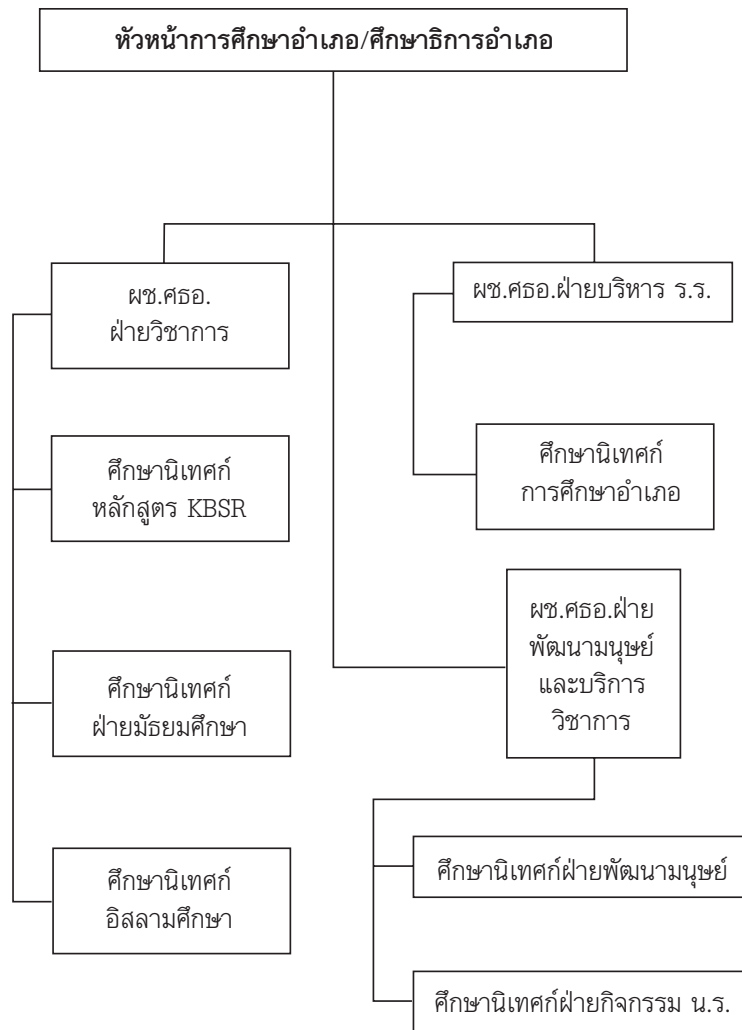 หัวหน้าการศึกษาอำเภอ/ศึกษาธิการอำเภอ
ผช.ศธอ.
ฝ่ายวิชาการ
ผช.ศธอ.ฝ่ายบริหาร ร.ร.
ศึกษานิเทศก์
หลักสูตร KBSR
ศึกษานิเทศก์
การศึกษาอำเภอ
ผช.ศธอ.ฝ่าย
พัฒนามนุษย์
และบริการ
วิชาการ
ศึกษานิเทศก์
ฝ่ายมัธยมศึกษา
ศึกษานิเทศก์
อิสลามศึกษา
ศึกษานิเทศก์ฝ่ายพัฒนามนุษย์
ศึกษานิเทศก์ฝ่ายกิจกรรม น.ร.